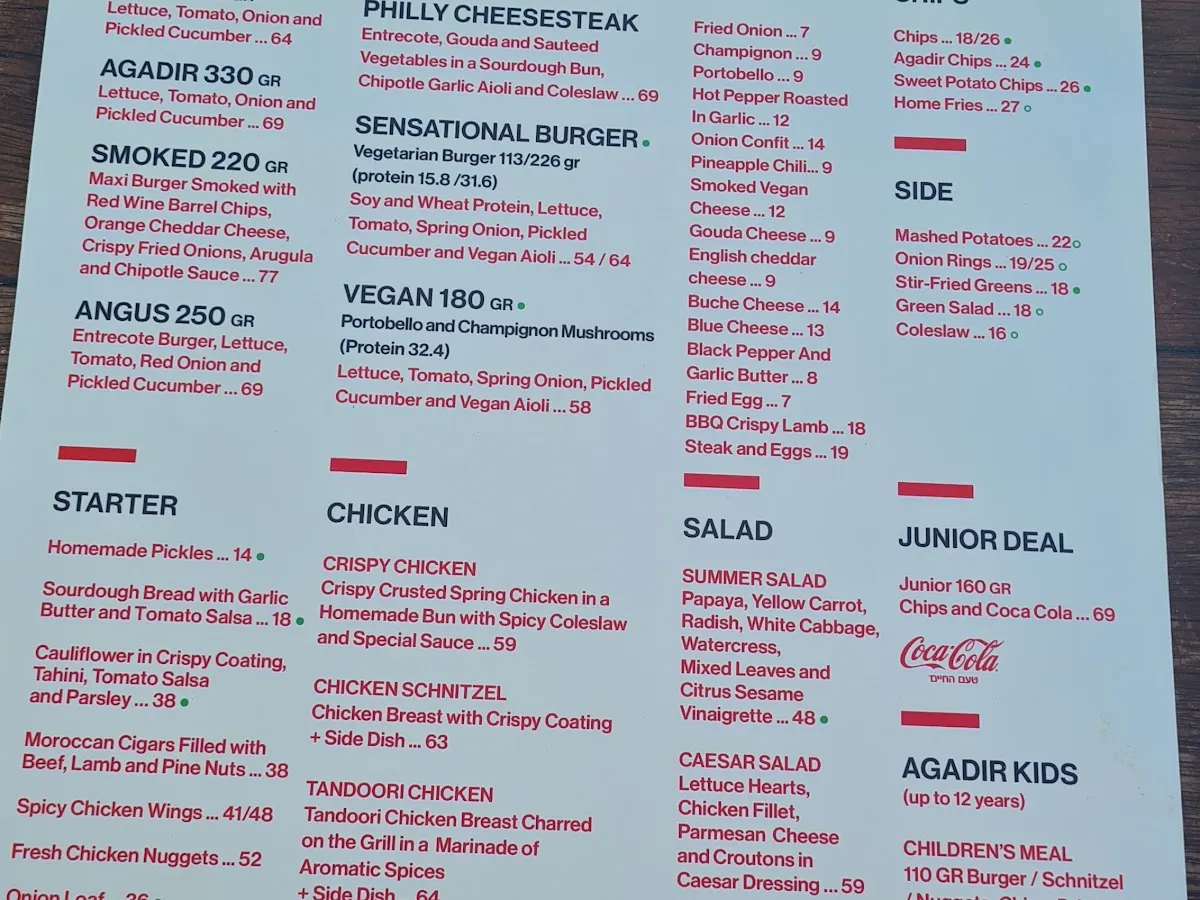 Lettuce, Tomato, Onion and
Pickled Cucumber ... 64
AGADIR 330 GR
Lettuce, Tomato, Onion and
Pickled Cucumber ... 69
SMOKED 220 GR
Maxi Burger Smoked with
Red Wine Barrel Chips,
Orange Cheddar Cheese,
Crispy Fried Onions, Arugula
and Chipotle Sauce ... 77
ANGUS 250 GR
Entrecote Burger, Lettuce,
Tomato, Red Onion and
Pickled Cucumber ... 69
PHILLY CHEESESTEAK
Entrecote, Gouda and Sauteed
Vegetables in a Sourdough Bun,
Chipotle Garlic Aioli and Coleslaw ... 69
SENSATIONAL BURGER
Vegetarian Burger 113/226 gr
(protein 15.8 /31.6)
Soy and Wheat Protein, Lettuce,
Tomato, Spring Onion, Pickled
Cucumber and Vegan Aioli ... 54 / 64
VEGAN 180 GR
Portobello and Champignon Mushrooms
(Protein 32.4)
Lettuce, Tomato, Spring Onion, Pickled
Cucumber and Vegan Aioli ... 58
Fried Onion ... 7
Champignon ... 9
Portobello ... 9
Hot Pepper Roasted
In Garlic ... 12
Onion Confit ... 14
Pineapple Chili... 9
Smoked Vegan
Cheese ... 12
Gouda Cheese ... 9
English cheddar
cheese ... 9
Buche Cheese ... 14
Blue Cheese ... 13
Black Pepper And
Garlic Butter ... 8
Fried Egg ... 7
BBQ Crispy Lamb ... 18
Steak and Eggs ... 19
CHIPS
Chips ... 18/26
Agadir Chips ... 24
Sweet Potato Chips ... 26
Home Fries ... 27
SIDE
Mashed Potatoes ... 22
Onion Rings ... 19/25
Stir-Fried Greens ... 18
Green Salad ... 18
Coleslaw ... 16
STARTER
Homemade Pickles ... 14
Sourdough Bread with Garlic
Butter and Tomato Salsa ... 18
Cauliflower in Crispy Coating,
Tahini, Tomato Salsa
and Parsley ... 38
Moroccan Cigars Filled with
Beef, Lamb and Pine Nuts ... 38
Spicy Chicken Wings ... 41/48
Fresh Chicken Nuggets ... 52
Onion Loaf ... 36
CHICKEN
CRISPY CHICKEN
Crispy Crusted Spring Chicken in a
Homemade Bun with Spicy Coleslaw
and Special Sauce ... 59
CHICKEN SCHNITZEL
Chicken Breast with Crispy Coating
+ Side Dish ... 63
TANDOORI CHICKEN
Tandoori Chicken Breast Charred
on the Grill in a Marinade of
Aromatic Spices
+ Side Dish ... 64
SALAD
SUMMER SALAD
Papaya, Yellow Carrot,
Radish, White Cabbage,
Watercress,
Mixed Leaves and
Citrus Sesame
Vinaigrette ... 48
CAESAR SALAD
Lettuce Hearts,
Chicken Fillet,
Parmesan Cheese
and Croutons in
Caesar Dressing ... 59
JUNIOR DEAL
Junior 160 GR
Chips and Coca Cola ... 69
Coca-Cola
טעם החיים
AGADIR KIDS
(up to 12 years)
CHILDREN'S MEAL
110 GR Burger / Schnitzel
/ Nuggets, Chips